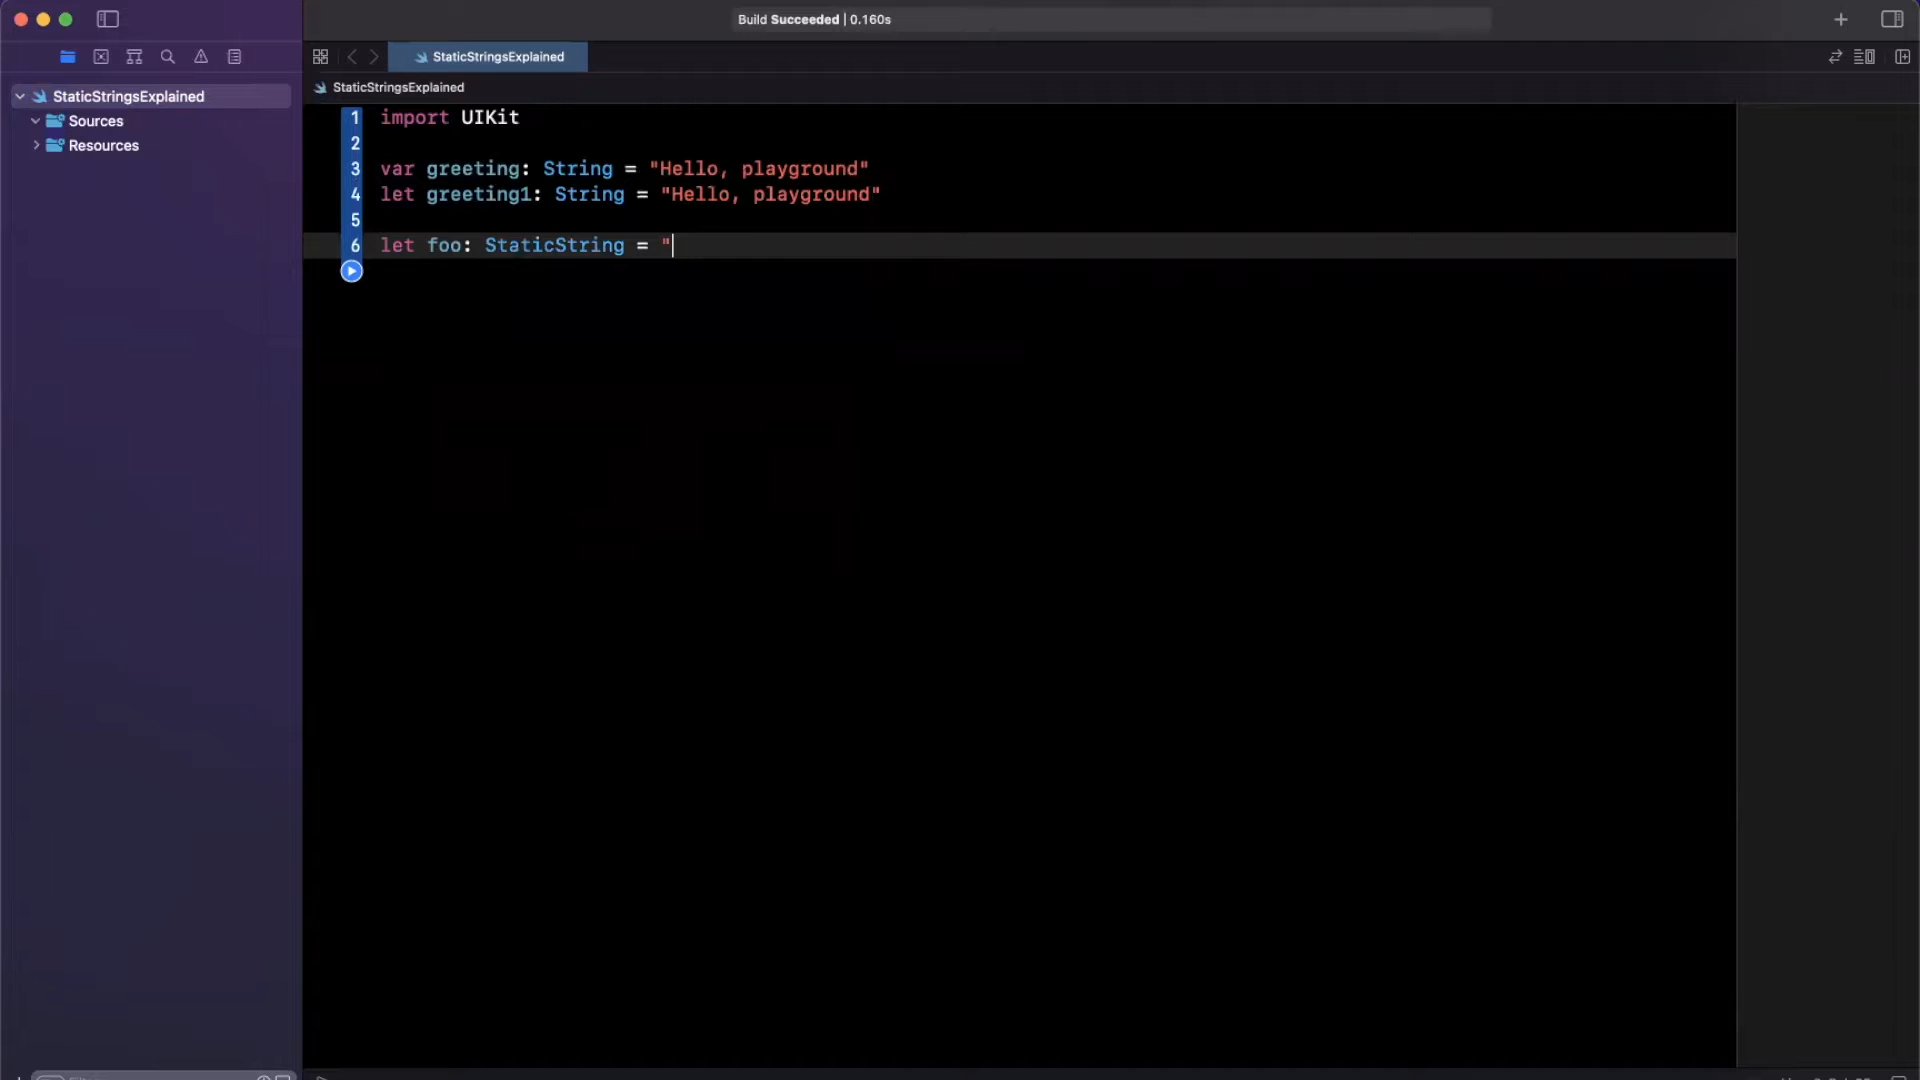 Build Succeeded | 0.160s
StaticStringsExplained
StaticStringsExplained
StaticStringsExplained
Sources
Resources
1 import UIKit
2
3 var greeting: String = "Hello, playground"
4 let greeting1: String = "Hello, playground"
5
6 let foo: StaticString = "